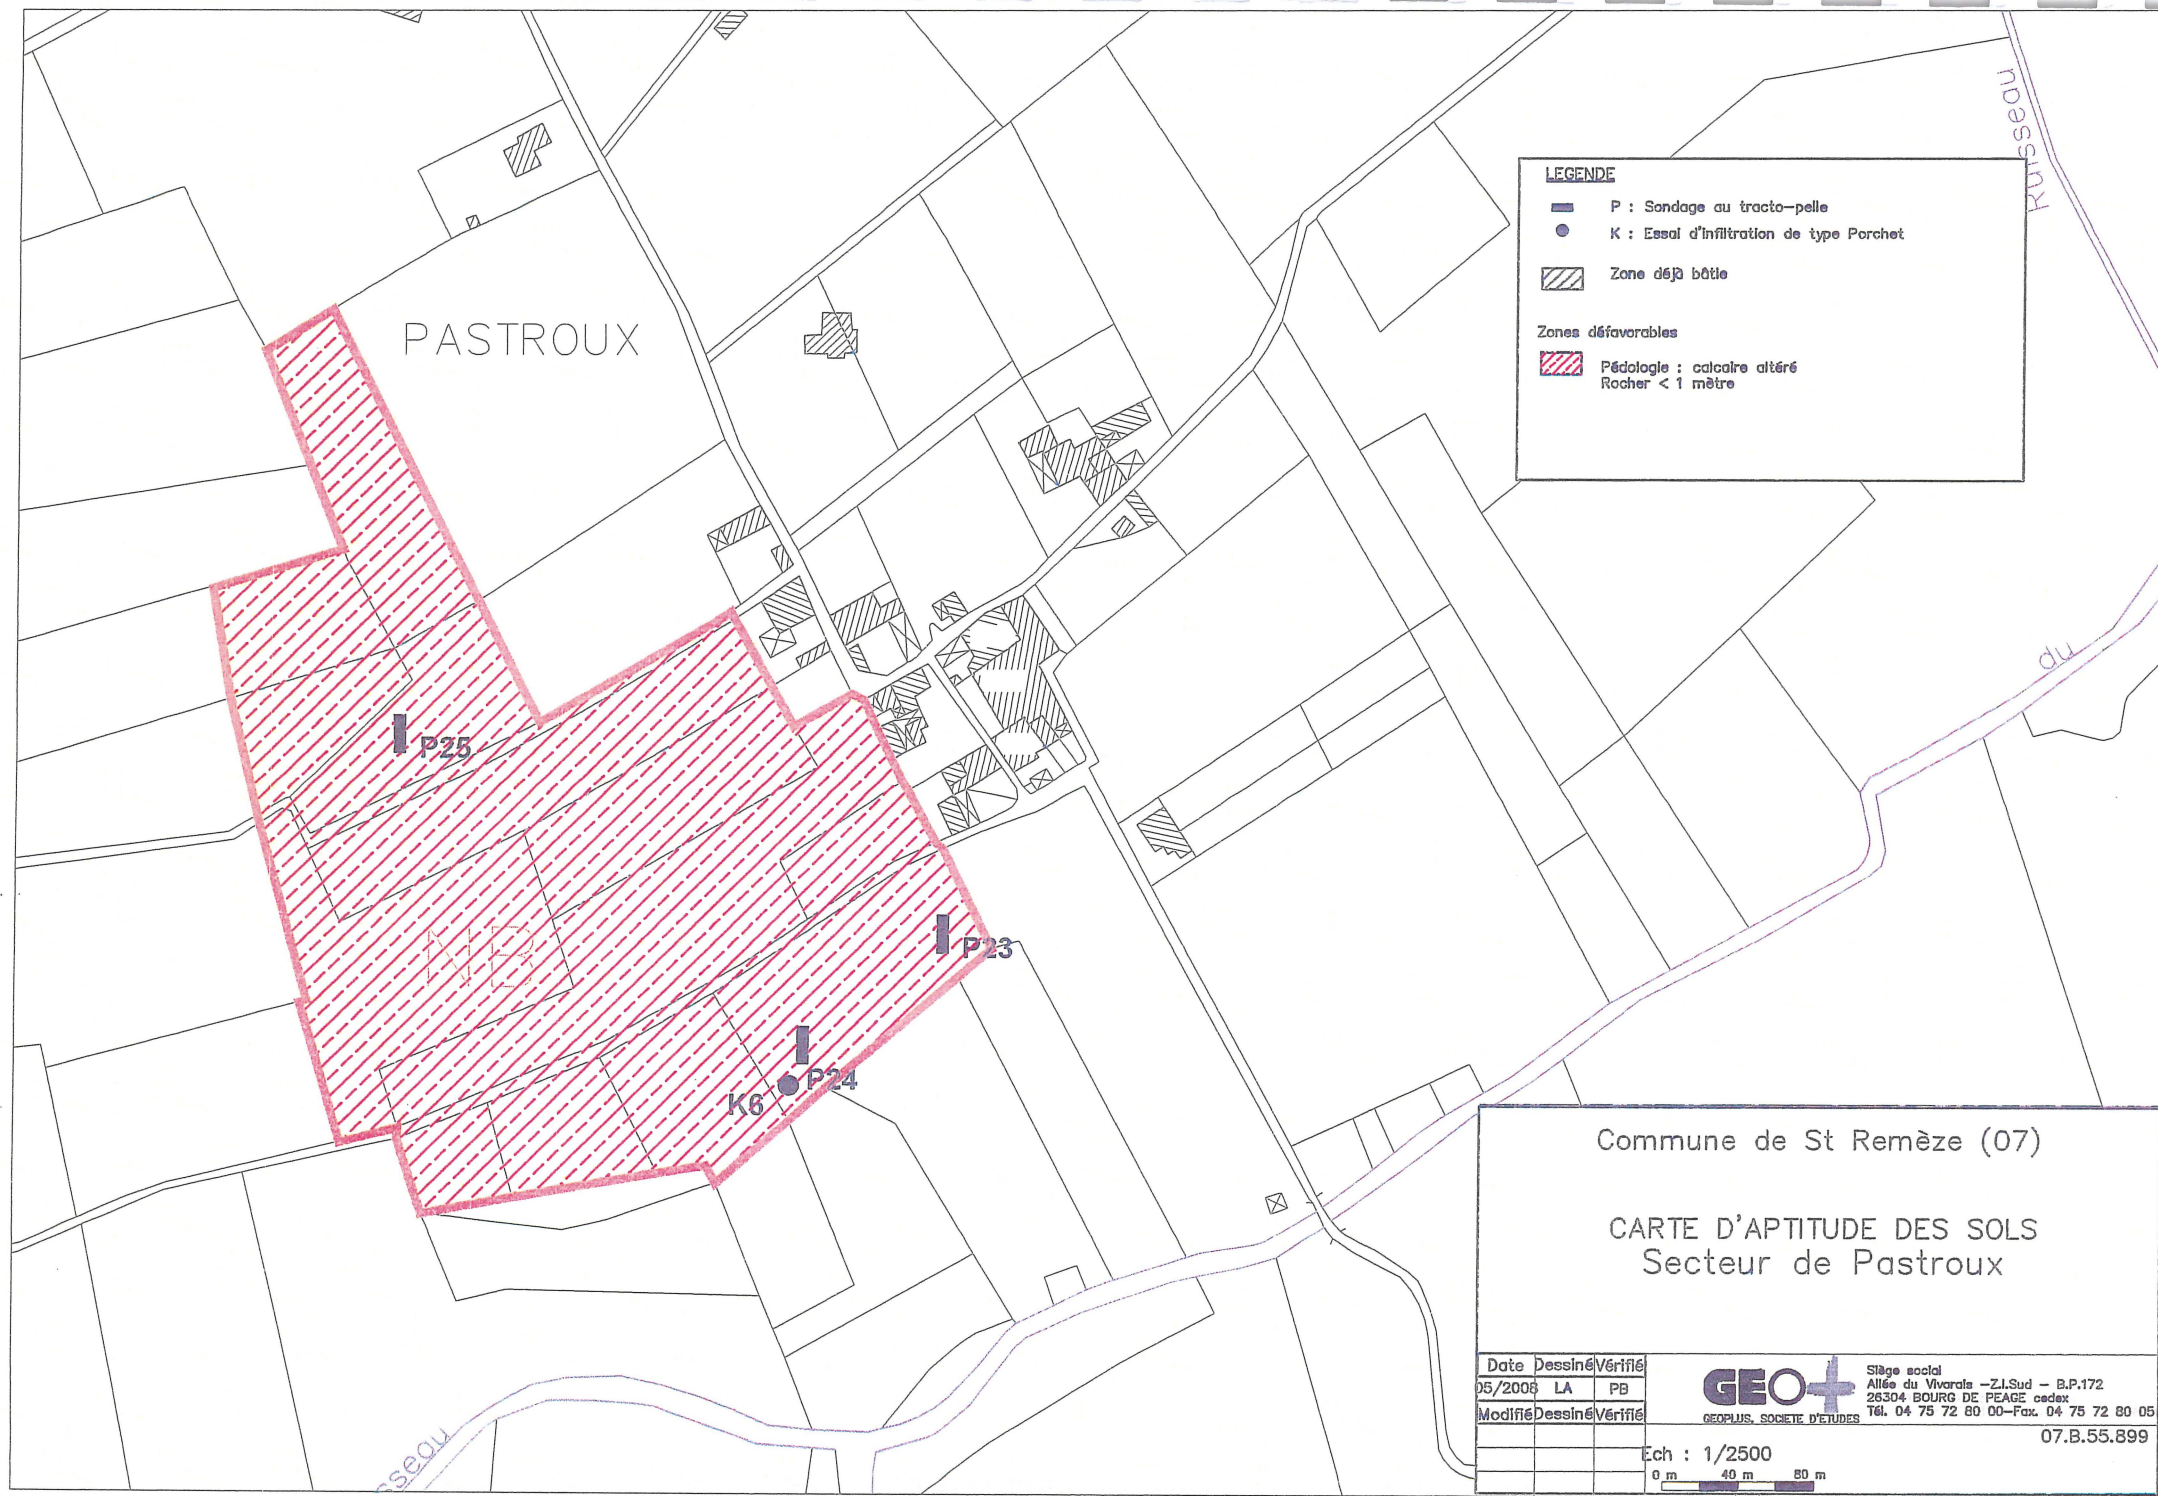 PASTROUX
Ruisseau
LEGENDE
P : Sondage au tracto-pelle
K : Essai d'infiltration de type Porchet
Zone déjà bâtie
Zones défavorables
Pédologie : calcaire altéré
Rocher < 1 mètre
du
P25
NB
P23
P24
K6
sseau
Commune de St Remèze (07)
CARTE D'APTITUDE DES SOLS
Secteur de Pastroux
Date Dessiné Vérifié
05/2008 LA PB
Modifié Dessiné Vérifié
GEO+
GEOPLUS, SOCIETE D'ETUDES
Siège social
Allée du Vivarais -Z.I.Sud - B.P.172
26304 BOURG DE PEAGE cedex
Tél. 04 75 72 80 00-Fax. 04 75 72 80 05
07.B.55.899
Ech : 1/2500
0 m 40 m 80 m